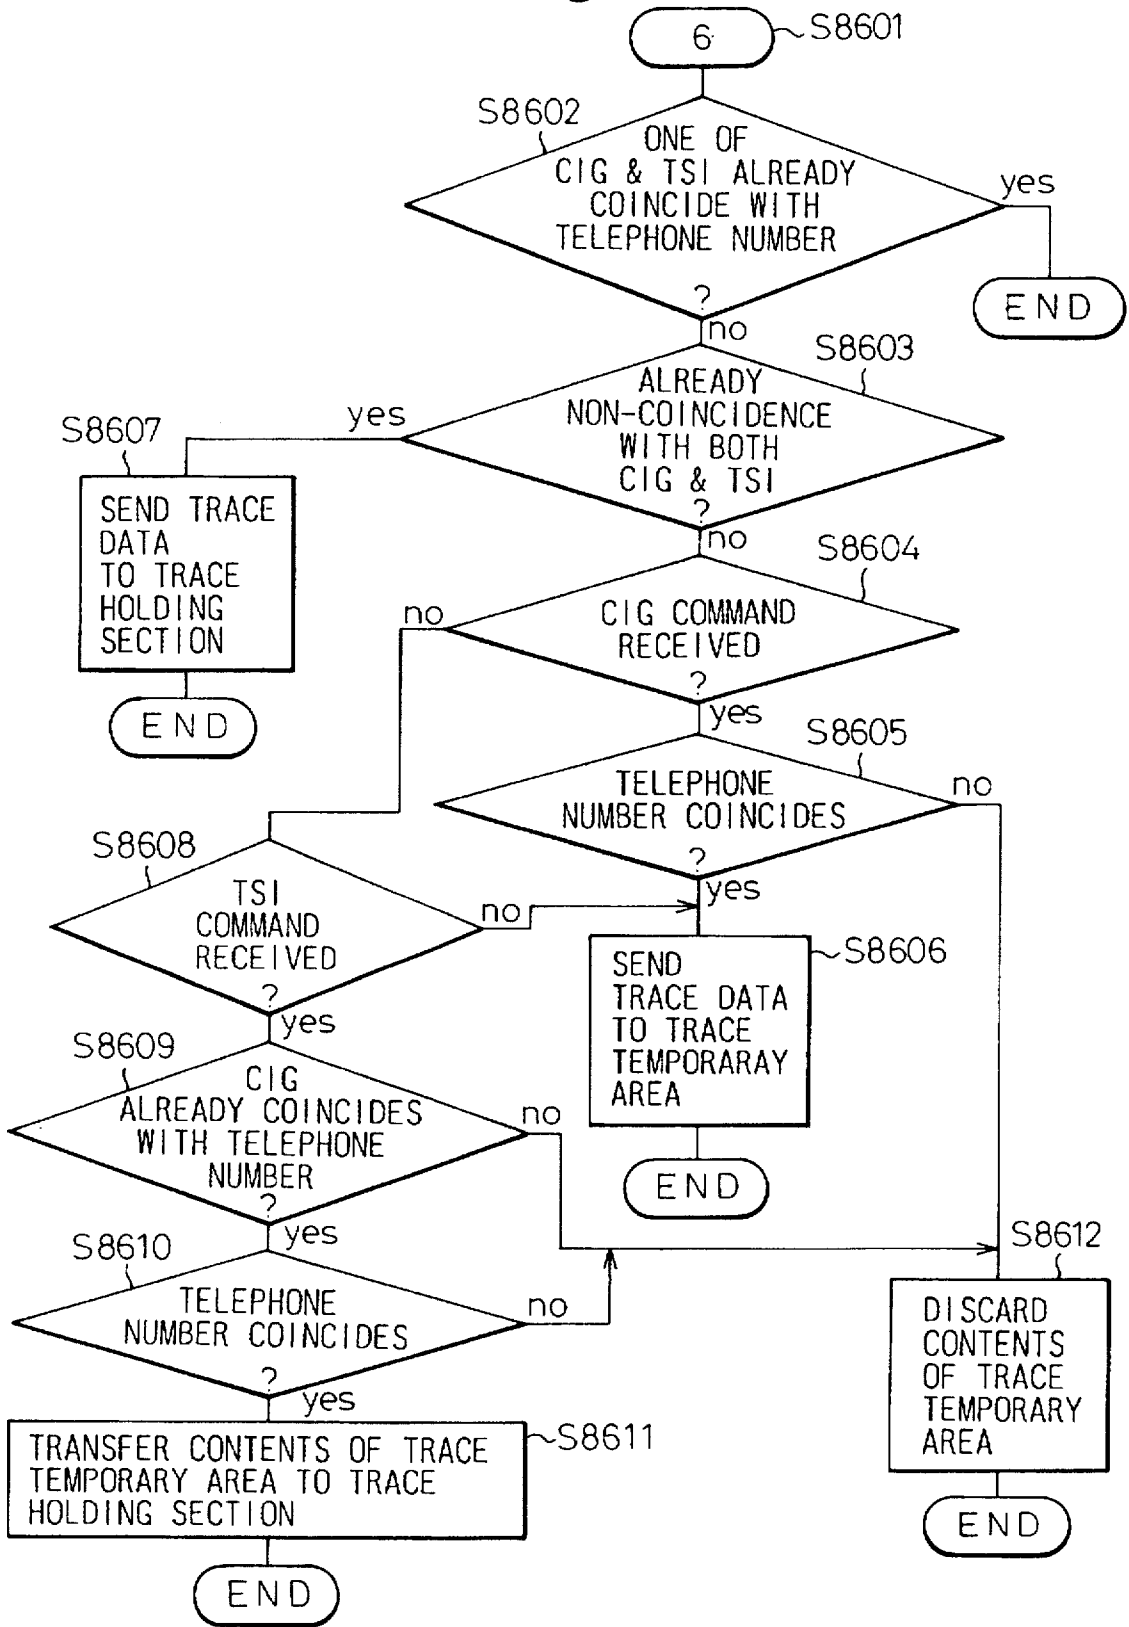 6
S8601
S8602
ONE OF
CIG & TSI ALREADY
COINCIDE WITH
TELEPHONE NUMBER
?
yes
END
no
S8603
ALREADY
NON-COINCIDENCE
WITH BOTH
CIG & TSI
?
yes
S8607
SEND TRACE
DATA
TO TRACE
HOLDING
SECTION
END
no
S8604
CIG COMMAND
RECEIVED
?
no
yes
S8605
TELEPHONE
NUMBER COINCIDES
?
no
yes
S8608
TSI
COMMAND
RECEIVED
?
no
yes
S8606
SEND
TRACE DATA
TO TRACE
TEMPORARAY
AREA
END
S8609
CIG
ALREADY COINCIDES
WITH TELEPHONE
NUMBER
?
no
yes
S8610
TELEPHONE
NUMBER COINCIDES
?
no
yes
S8612
DISCARD
CONTENTS
OF TRACE
TEMPORARY
AREA
END
S8611
TRANSFER CONTENTS OF TRACE
TEMPORARY AREA TO TRACE
HOLDING SECTION
END